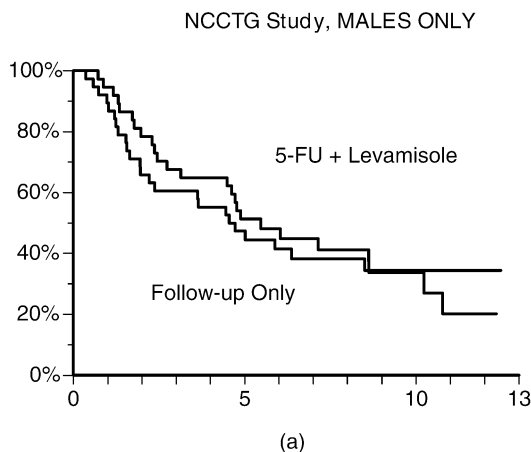 NCCTG Study, MALES ONLY
100%
80%
5-FU + Levamisole
60%
40%
Follow-up Only
20%
0%
0 5 10 13
(a)